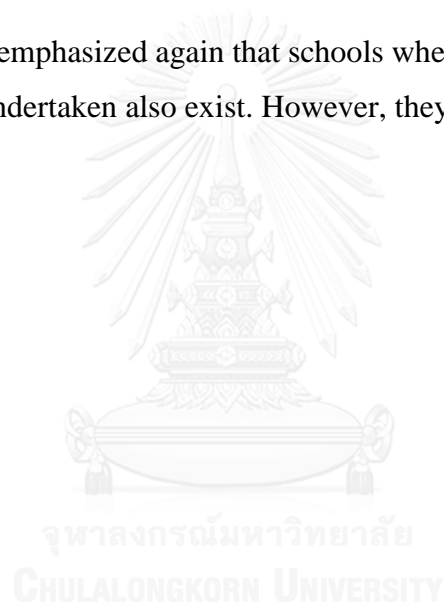 emphasized again that schools whe
ndertaken also exist. However, they
จุฬาลงกรณ์มหาวิทยาลัย
CHULALONGKORN UNIVERSITY